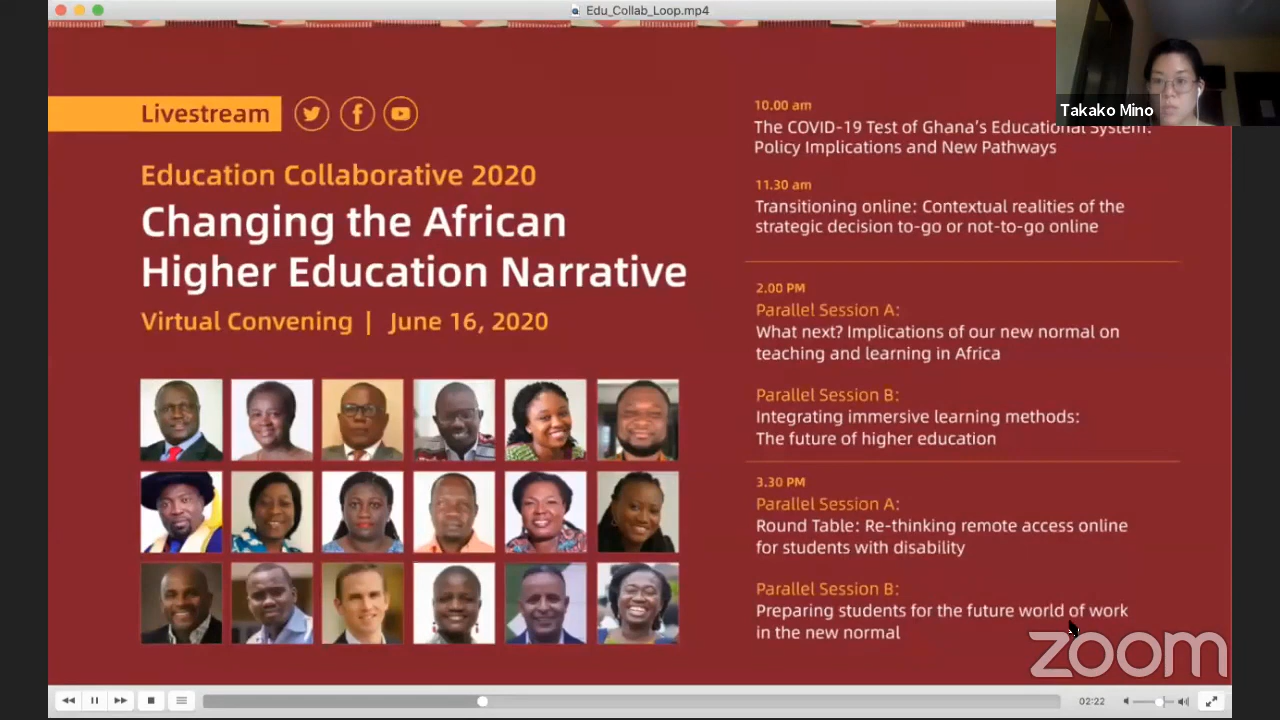 Edu_Collab_Loop.mp4
Takako Mino
Livestream
Education Collaborative 2020
Changing the African
Higher Education Narrative
Virtual Convening | June 16, 2020
10.00 am
The COVID-19 Test of Ghana's Educational System:
Policy Implications and New Pathways
11.30 am
Transitioning online: Contextual realities of the
strategic decision to-go or not-to-go online
2.00 PM
Parallel Session A:
What next? Implications of our new normal on
teaching and learning in Africa
Parallel Session B:
Integrating immersive learning methods:
The future of higher education
3.30 PM
Parallel Session A:
Round Table: Re-thinking remote access online
for students with disability
Parallel Session B:
Preparing students for the future world of work
in the new normal
zoom
02:22